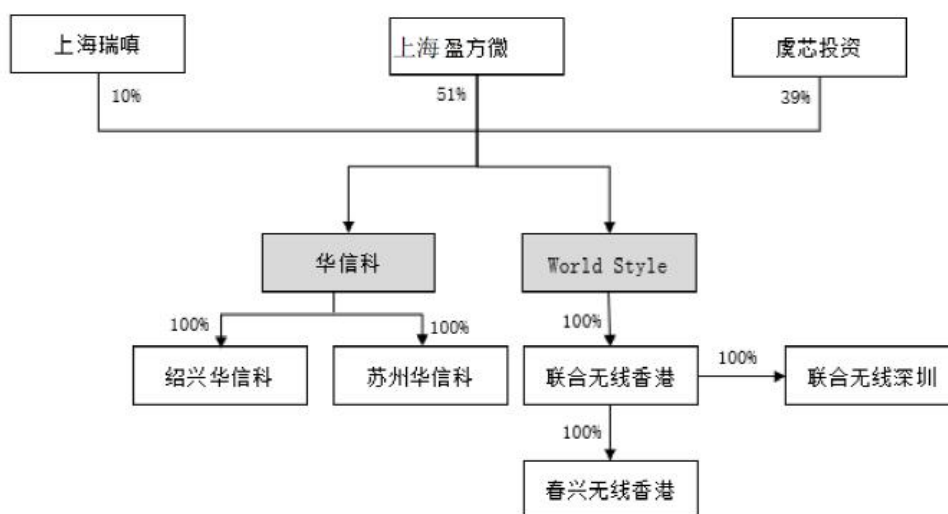 上海瑞嗔
上海盈方微
虞芯投资
10%
51%
39%
华信科
World Style
100%
100%
100%
绍兴华信科
苏州华信科
联合无线香港
100%
联合无线深圳
100%
春兴无线香港